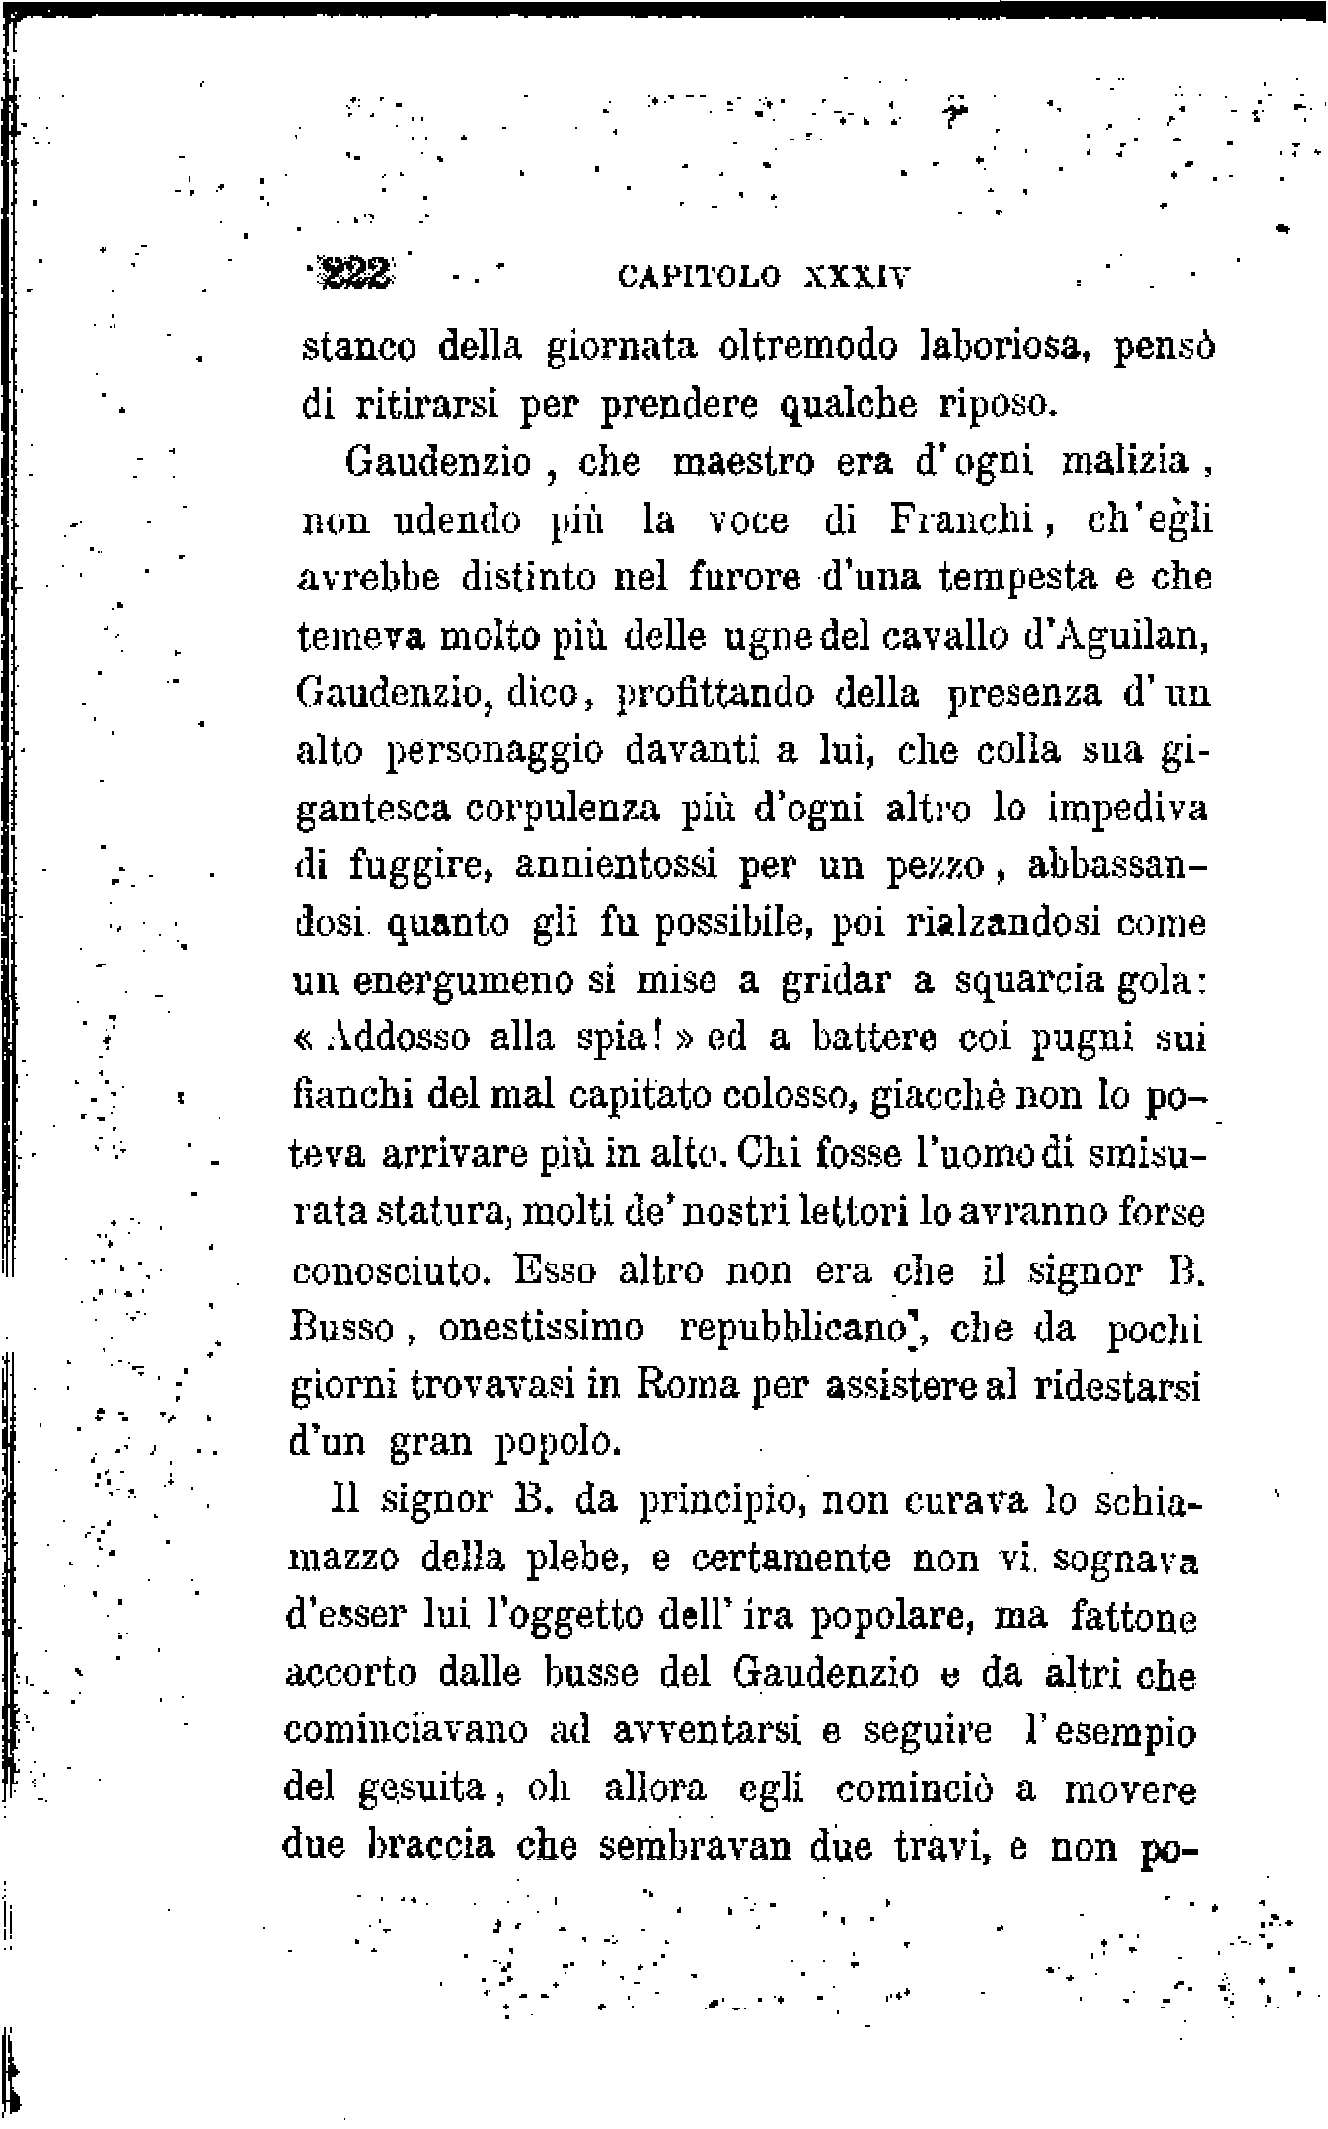 222 CAPITOLO XXXIV
stanco della giornata oltremodo laboriosa, pensò
di ritirarsi per prendere qualche riposo.
Gaudenzio , che maestro era d'ogni malizia ,
non udendo più la voce di Franchi, ch'egli
avrebbe distinto nel furore d'una tempesta e che
temeva molto più delle ugne del cavallo d'Aguilan,
Gaudenzio, dico, profittando della presenza d'un
alto personaggio davanti a lui, che colla sua gi-
gantesca corpulenza più d'ogni altro lo impediva
di fuggire, annientossi per un pezzo, abbassan-
dosi quanto gli fu possibile, poi rialzandosi come
un energumeno si mise a gridar a squarcia gola:
« Addosso alla spia! » ed a battere coi pugni sui
fianchi del mal capitato colosso, giacchè non lo po-
teva arrivare più in alto. Chi fosse l'uomo di smisu-
rata statura, molti de' nostri lettori lo avranno forse
conosciuto. Esso altro non era che il signor B.
Busso, onestissimo repubblicano, che da pochi
giorni trovavasi in Roma per assistere al ridestarsi
d'un gran popolo.
Il signor B. da principio, non curava lo schia-
mazzo della plebe, e certamente non vi sognava
d'esser lui l'oggetto dell' ira popolare, ma fattone
accorto dalle busse del Gaudenzio e da altri che
cominciavano ad avventarsi e seguire l'esempio
del gesuita, oh allora egli cominciò a movere
due braccia che sembravan due travi, e non po-